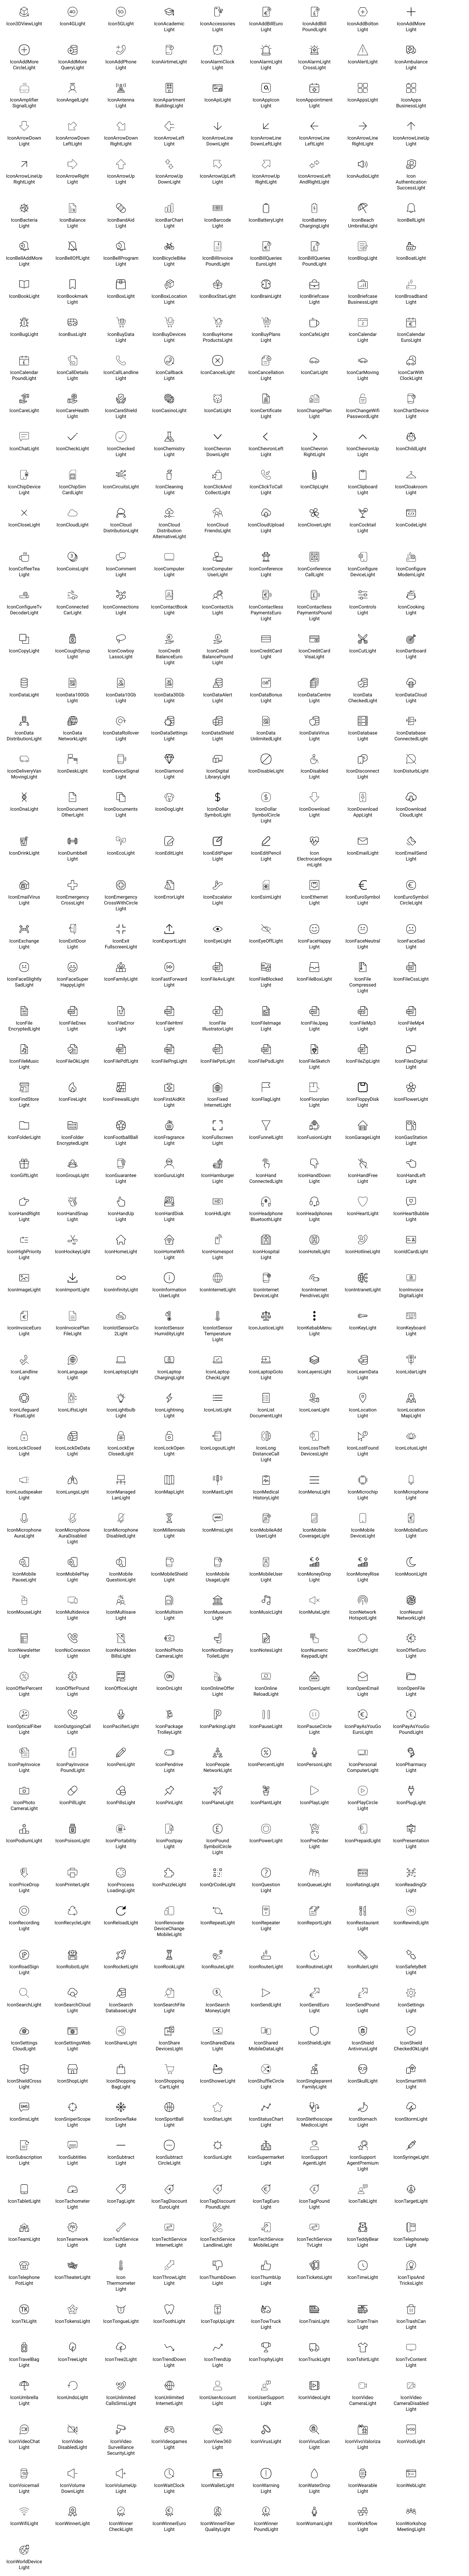 Icon3DViewLight Icon4GLight Icon5GLight IconAcademic Light IconAccessories Light IconAddBillEuro Light IconAddBill PoundLight IconAddBolton Light IconAddMore Light
IconAddMore CircleLight IconAddMore QueryLight IconAddPhone Light IconAirtimeLight IconAlarmClock Light IconAlarmLight Light IconAlarmLight CrossLight IconAlertLight IconAmbulance Light
IconAmplifier SignalLight IconAngelLight IconAntenna Light IconApartment BuildingLight IconApiLight IconAppIcon Light IconAppointment Light IconAppsLight IconApps BusinessLight
IconArrowDown Light IconArrowDown LeftLight IconArrowDown RightLight IconArrowLeft Light IconArrowLine DownLight IconArrowLine DownLeftLight IconArrowLine LeftLight IconArrowLine RightLight IconArrowLineUp Light
IconArrowLineUp RightLight IconArrowRight Light IconArrowUp Light IconArrowUp DownLight IconArrowUpLeft Light IconArrowUp RightLight IconArrowsLeft AndRightLight IconAudioLight Icon Authentication SuccessLight
IconBacteria Light IconBalance Light IconBandAid Light IconBarChart Light IconBarcode Light IconBatteryLight IconBattery ChargingLight IconBeach UmbrellaLight IconBellLight
IconBellAddMore Light IconBellOffLight IconBellProgram Light IconBicycleBike Light IconBillInvoice PoundLight IconBillQueries EuroLight IconBillQueries PoundLight IconBlogLight IconBoatLight
IconBookLight IconBookmark Light IconBoxLight IconBoxLocation Light IconBoxStarLight IconBrainLight IconBriefcase Light IconBriefcase BusinessLight IconBroadband Light
IconBugLight IconBusLight IconBuyData Light IconBuyDevices Light IconBuyHome ProductsLight IconBuyPlans Light IconCafeLight IconCalendar Light IconCalendar EuroLight
IconCalendar PoundLight IconCallDetails Light IconCallLandline Light IconCallback Light IconCancelLight IconCancellation Light IconCarLight IconCarMoving Light IconCarWith ClockLight
IconCareLight IconCareHealth Light IconCareShield Light IconCasinoLight IconCatLight IconCertificate Light IconChangePlan Light IconChangeWifi PasswordLight IconChartDevice Light
IconChatLight IconCheckLight IconChecked Light IconChemistry Light IconChevron DownLight IconChevronLeft Light IconChevron RightLight IconChevronUp Light IconChildLight
IconChipDevice Light IconChipSim CardLight IconCircuitsLight IconCleaning Light IconClickAnd CollectLight IconClickToCall Light IconClipLight IconClipboard Light IconCloakroom Light
IconCloseLight IconCloudLight IconCloud DistributionLight IconCloud Distribution AlternativeLight IconCloud FriendsLight IconCloudUpload Light IconCloverLight IconCocktail Light IconCodeLight
IconCoffeeTea Light IconCoinsLight IconComment Light IconComputer Light IconComputer UserLight IconConference Light IconConference CallLight IconConfigure DeviceLight IconConfigure ModemLight
IconConfigureTv DecoderLight IconConnected CarLight IconConnections Light IconContactBook Light IconContactUs Light IconContactless PaymentsEuro Light IconContactless PaymentsPound Light IconControls Light IconCooking Light
IconCopyLight IconCoughSyrup Light IconCowboy LassoLight IconCredit BalanceEuro Light IconCredit BalancePound Light IconCreditCard Light IconCreditCard VisaLight IconCutLight IconDartboard Light
IconDataLight IconData100Gb Light IconData10Gb Light IconData30Gb Light IconDataAlert Light IconDataBonus Light IconDataCentre Light IconData CheckedLight IconDataCloud Light
IconData DistributionLight IconData NetworkLight IconDataRollover Light IconDataSettings Light IconDataShield Light IconData UnlimitedLight IconDataVirus Light IconDatabase Light IconDatabase ConnectedLight
IconDeliveryVan MovingLight IconDeskLight IconDeviceSignal Light IconDiamond Light IconDigital LibraryLight IconDisableLight IconDisabled Light IconDisconnect Light IconDisturbLight
IconDnaLight IconDocument OtherLight IconDocuments Light IconDogLight IconDollar SymbolLight IconDollar SymbolCircle Light IconDownload Light IconDownload AppLight IconDownload CloudLight
IconDrinkLight IconDumbbell Light IconEcoLight IconEditLight IconEditPaper Light IconEditPencil Light Icon Electrocardiogra mLight IconEmailLight IconEmailSend Light
IconEmailVirus Light IconEmergency CrossLight IconEmergency CrossWithCircle Light IconErrorLight IconEscalator Light IconEsimLight IconEthernet Light IconEuroSymbol Light IconEuroSymbol CircleLight
IconExchange Light IconExitDoor Light IconExit FullscreenLight IconExportLight IconEyeLight IconEyeOffLight IconFaceHappy Light IconFaceNeutral Light IconFaceSad Light
IconFaceSlightly SadLight IconFaceSuper HappyLight IconFamilyLight IconFastForward Light IconFileAviLight IconFileBlocked Light IconFileBoxLight IconFile Compressed Light IconFileCssLight
IconFile EncryptedLight IconFileEnex Light IconFileError Light IconFileHtml Light IconFile IllustratorLight IconFileImage Light IconFileJpeg Light IconFileMp3 Light IconFileMp4 Light
IconFileMusic Light IconFileOkLight IconFilePdfLight IconFilePngLight IconFilePptLight IconFilePsdLight IconFileSketch Light IconFileZipLight IconFilesDigital Light
IconFindStore Light IconFireLight IconFirewallLight IconFirstAidKit Light IconFixed InternetLight IconFlagLight IconFloorplan Light IconFloppyDisk Light IconFlowerLight
IconFolderLight IconFolder EncryptedLight IconFootballBall Light IconFragrance Light IconFullscreen Light IconFunnelLight IconFusionLight IconGarageLight IconGasStation Light
IconGiftLight IconGroupLight IconGuarantee Light IconGuruLight IconHamburger Light IconHand ConnectedLight IconHandDown Light IconHandFree Light IconHandLeft Light
IconHandRight Light IconHandSnap Light IconHandUp Light IconHardDisk Light IconHdLight IconHeadphone BluetoothLight IconHeadphones Light IconHeartLight IconHeartBubble Light
IconHighPriority Light IconHockeyLight IconHomeLight IconHomeWifi Light IconHomespot Light IconHospital Light IconHotelLight IconHotlineLight IconIdCardLight
IconImageLight IconImportLight IconInfinityLight IconInformation UserLight IconInternetLight IconInternet DeviceLight IconInternet PendriveLight IconIntranetLight IconInvoice DigitalLight
IconInvoiceEuro Light IconInvoicePlan FileLight IconIotSensorCo 2Light IconIotSensor HumidityLight IconIotSensor Temperature Light IconJusticeLight IconKebabMenu Light IconKeyLight IconKeyboard Light
IconLandline Light IconLanguage Light IconLaptopLight IconLaptop ChargingLight IconLaptop CheckLight IconLaptopGoto Light IconLayersLight IconLearnData Light IconLidarLight
IconLifeguard FloatLight IconLiftsLight IconLightbulb Light IconLightning Light IconListLight IconList DocumentLight IconLoanLight IconLocation Light IconLocation MapLight
IconLockClosed Light IconLockDeData Light IconLockEye ClosedLight IconLockOpen Light IconLogoutLight IconLong DistanceCall Light IconLossTheft DevicesLight IconLostFound Light IconLotusLight
IconLoudspeaker Light IconLungsLight IconManaged LanLight IconMapLight IconMastLight IconMedical HistoryLight IconMenuLight IconMicrochip Light IconMicrophone Light
IconMicrophone AuraLight IconMicrophone AuraDisabled Light IconMicrophone DisabledLight IconMillennials Light IconMmsLight IconMobileAdd UserLight IconMobile CoverageLight IconMobile DeviceLight IconMobileEuro Light
IconMobile PauseLight IconMobilePlay Light IconMobile QuestionLight IconMobileShield Light IconMobile UsageLight IconMobileUser Light IconMoneyDrop Light IconMoneyRise Light IconMoonLight
IconMouseLight IconMultidevice Light IconMultisave Light IconMultisim Light IconMuseum Light IconMusicLight IconMuteLight IconNetwork HotspotLight IconNeural NetworkLight
IconNewsletter Light IconNoConexion Light IconNoHidden BillsLight IconNoPhoto CameraLight IconNonBinary ToiletLight IconNotesLight IconNumeric KeypadLight IconOfferLight IconOfferEuro Light
IconOfferPercent Light IconOfferPound Light IconOfficeLight IconOnLight IconOnlineOffer Light IconOnline ReloadLight IconOpenLight IconOpenEmail Light IconOpenFile Light
IconOpticalFiber Light IconOutgoingCall Light IconPacifierLight IconPackage TrolleyLight IconParkingLight IconPauseLight IconPauseCircle Light IconPayAsYouGo EuroLight IconPayAsYouGo PoundLight
IconPayInvoice Light IconPayInvoice PoundLight IconPenLight IconPendrive Light IconPeople NetworkLight IconPercentLight IconPersonLight IconPersonal ComputerLight IconPharmacy Light
IconPhoto CameraLight IconPillLight IconPillsLight IconPinLight IconPlaneLight IconPlantLight IconPlayLight IconPlayCircle Light IconPlugLight
IconPodiumLight IconPoisonLight IconPortability Light IconPostpay Light IconPound SymbolCircle Light IconPowerLight IconPreOrder Light IconPrepaidLight IconPresentation Light
IconPriceDrop Light IconPrinterLight IconProcess LoadingLight IconPuzzleLight IconQrCodeLight IconQuestion Light IconQueueLight IconRatingLight IconReadingQr Light
IconRecording Light IconRecycleLight IconReloadLight IconRenovate DeviceChange MobileLight IconRepeatLight IconRepeater Light IconReportLight IconRestaurant Light IconRewindLight
IconRoadSign Light IconRobotLight IconRocketLight IconRookLight IconRouteLight IconRouterLight IconRoutineLight IconRulerLight IconSafetyBelt Light
IconSearchLight IconSearchCloud Light IconSearch DatabaseLight IconSearchFile Light IconSearch MoneyLight IconSendLight IconSendEuro Light IconSendPound Light IconSettings Light
IconSettings CloudLight IconSettingsWeb Light IconShareLight IconShare DevicesLight IconSharedData Light IconShared MobileDataLight IconShieldLight IconShield AntivirusLight IconShield CheckedOkLight
IconShieldCross Light IconShopLight IconShopping BagLight IconShopping CartLight IconShowerLight IconShuffleCircle Light IconSingleparent FamilyLight IconSkullLight IconSmartWifi Light
IconSmsLight IconSniperScope Light IconSnowflake Light IconSportBall Light IconStarLight IconStatusChart Light IconStethoscope MedicoLight IconStomach Light IconStormLight
IconSubscription Light IconSubtitles Light IconSubtract Light IconSubtract CircleLight IconSunLight IconSupermarket Light IconSupport AgentLight IconSupport AgentPremium Light IconSyringeLight
IconTabletLight IconTachometer Light IconTagLight IconTagDiscount EuroLight IconTagDiscount PoundLight IconTagEuro Light IconTagPound Light IconTalkLight IconTargetLight
IconTeamLight IconTeamwork Light IconTechService Light IconTechService InternetLight IconTechService LandlineLight IconTechService MobileLight IconTechService TvLight IconTeddyBear Light IconTelephoneIp Light
IconTelephone PotLight IconTheaterLight Icon Thermometer Light IconThrowLight IconThumbDown Light IconThumbUp Light IconTicketsLight IconTimeLight IconTipsAnd TricksLight
IconTkLight IconTokensLight IconTongueLight IconToothLight IconTopUpLight IconTowTruck Light IconTrainLight IconTramTrain Light IconTrashCan Light
IconTravelBag Light IconTreeLight IconTree2Light IconTrendDown Light IconTrendUp Light IconTrophyLight IconTruckLight IconTshirtLight IconTvContent Light
IconUmbrella Light IconUndoLight IconUnlimited CallsSmsLight IconUnlimited InternetLight IconUserAccount Light IconUserSupport Light IconVideoLight IconVideo CameraLight IconVideo CameraDisabled Light
IconVideoChat Light IconVideo DisabledLight IconVideo Surveillance SecurityLight IconVideogames Light IconView360 Light IconVirusLight IconVirusScan Light IconVivoValoriza Light IconVodLight
IconVoicemail Light IconVolume DownLight IconVolumeUp Light IconWaitClock Light IconWalletLight IconWarning Light IconWaterDrop Light IconWearable Light IconWebLight
IconWifiLight IconWinnerLight IconWinner CheckLight IconWinnerEuro Light IconWinnerFiber QualityLight IconWinner PoundLight IconWomanLight IconWorkflow Light IconWorkshop MeetingLight
IconWorldDevice Light